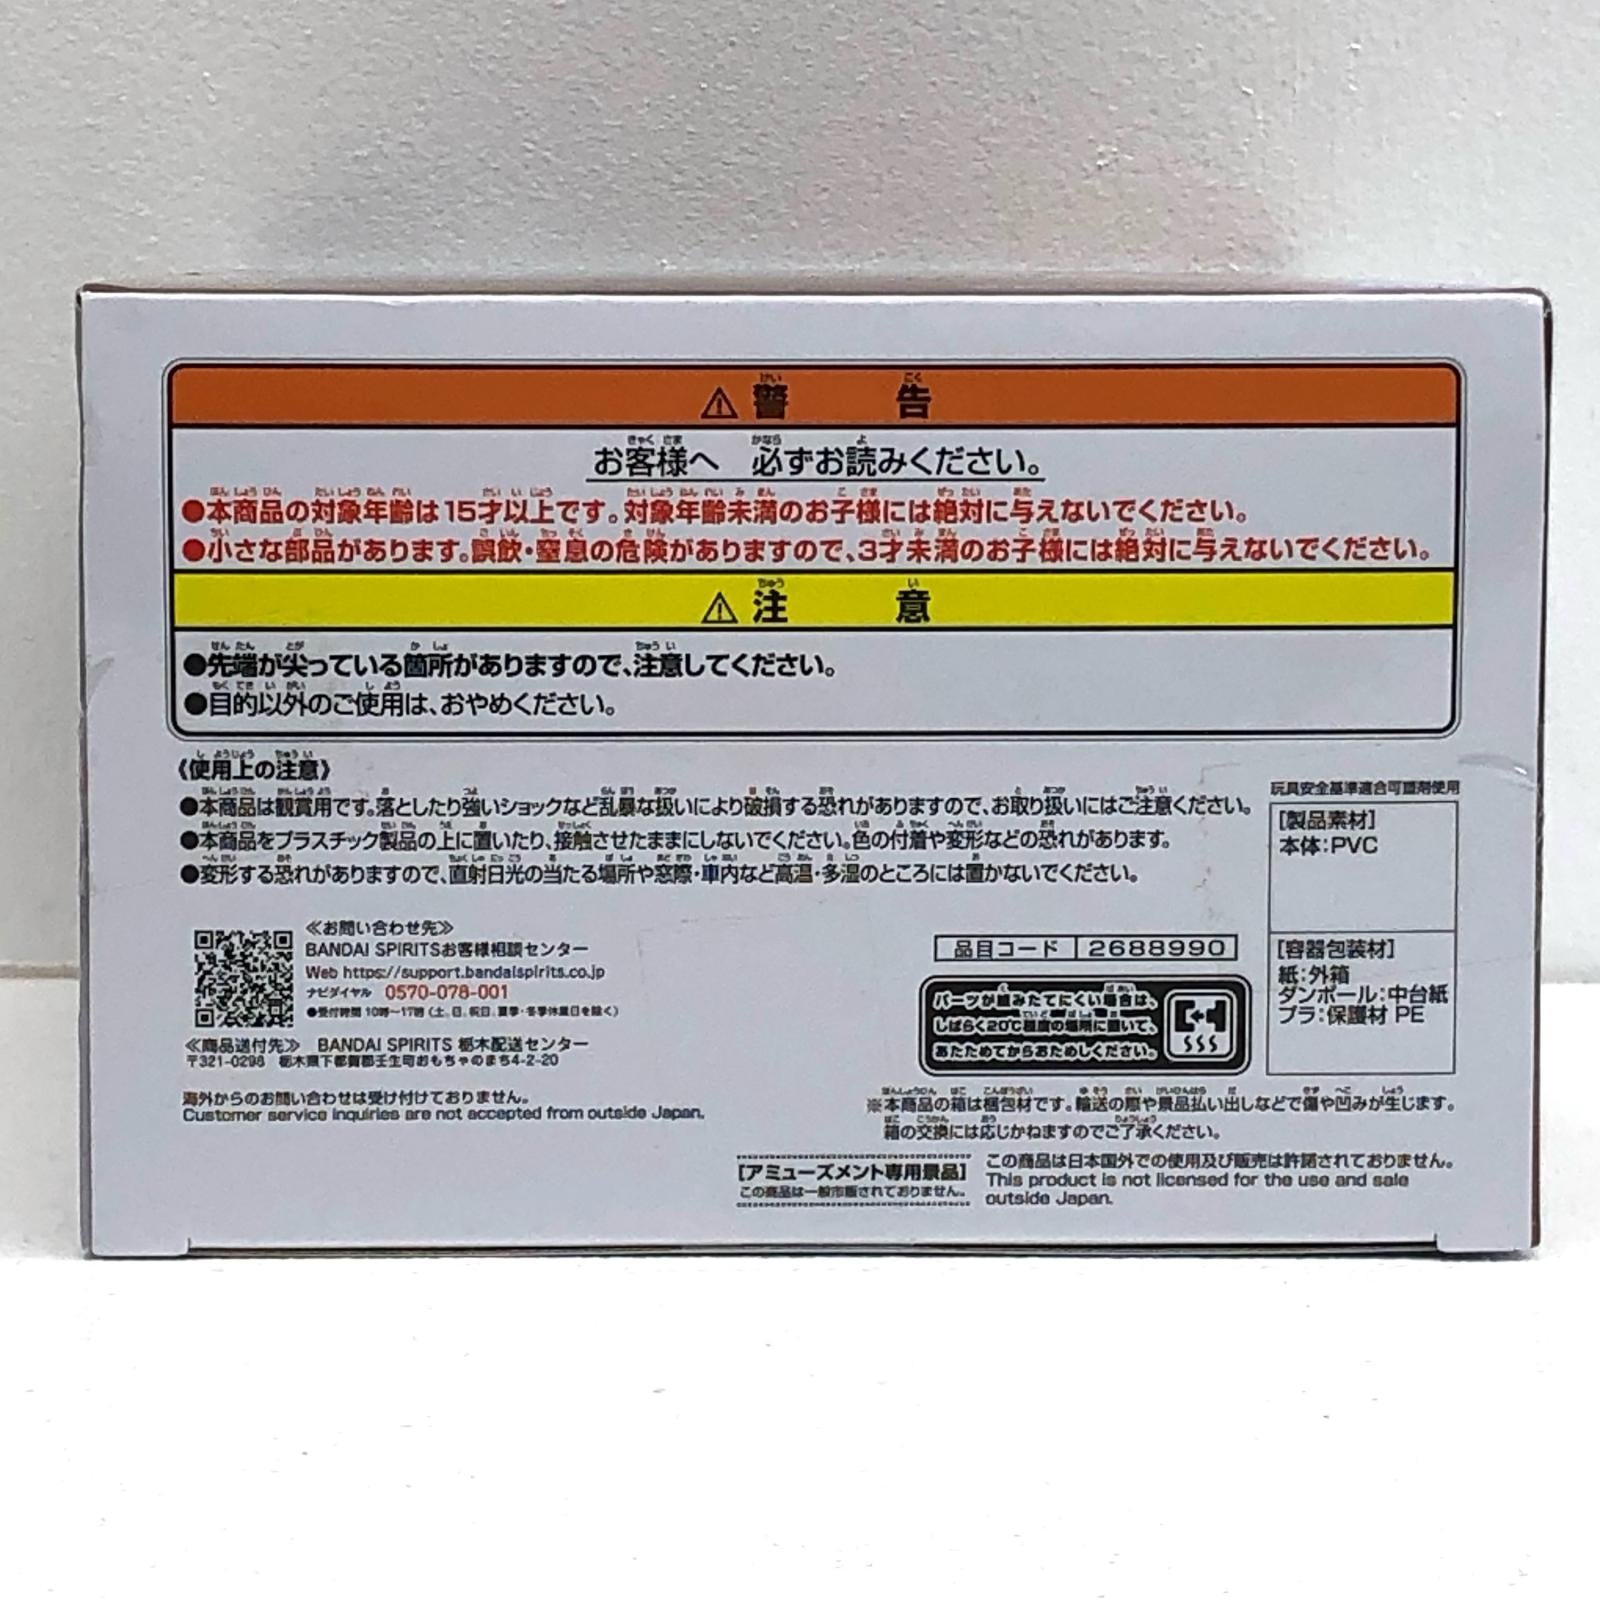 ⚠警告
お客様へ 必ずお読みください。
●本商品の対象年齢は15才以上です。対象年齢未満のお子様には絶対に与えないでください。
●小さな部品があります。誤飲・窒息の危険がありますので、3才未満のお子様には絶対に与えないでください。
⚠注意
●先端が尖っている箇所がありますので、注意してください。
●目的以外のご使用は、おやめください。
《使用上の注意》
●本商品は観賞用です。落としたり強いショックなど乱暴な扱いにより破損する恐れがありますので、お取り扱いにはご注意ください。
●本商品をプラスチック製品の上に置いたり、接触させたままにしないでください。色の付着や変形などの恐れがあります。
●変形する恐れがありますので、直射日光の当たる場所や窓際・車内など高温・多湿のところには置かないでください。
玩具安全基準適合可塑剤使用
[製品素材]
本体:PVC
[容器包装材]
紙:外箱
ダンボール:中台紙
プラ:保護材 PE
≪お問い合わせ先≫
BANDAI SPIRITSお客様相談センター
Web https://support.bandaispirits.co.jp
ナビダイヤル 0570-078-001
●受付時間 10時~17時 (土、日、祝日、夏季・冬季休業日を除く)
≪商品送付先≫ BANDAI SPIRITS 栃木配送センター
〒321-0298 栃木県下都賀郡壬生町おもちゃのまち4-2-20
海外からのお問い合わせは受け付けておりません。
Customer service inquiries are not accepted from outside Japan.
品目コード 2688990
パーツが組みたてにくい場合は、
しばらく20℃程度の場所に置いて、
あたためてからおためしください。
※本商品の箱は梱包材です。輸送の際や景品払い出しなどで傷や凹みが生じます。
箱の交換には応じかねますのでご了承ください。
[アミューズメント専用景品]
この商品は一般市販されておりません。
この商品は日本国外での使用及び販売は許諾されておりません。
This product is not licensed for the use and sale
outside Japan.